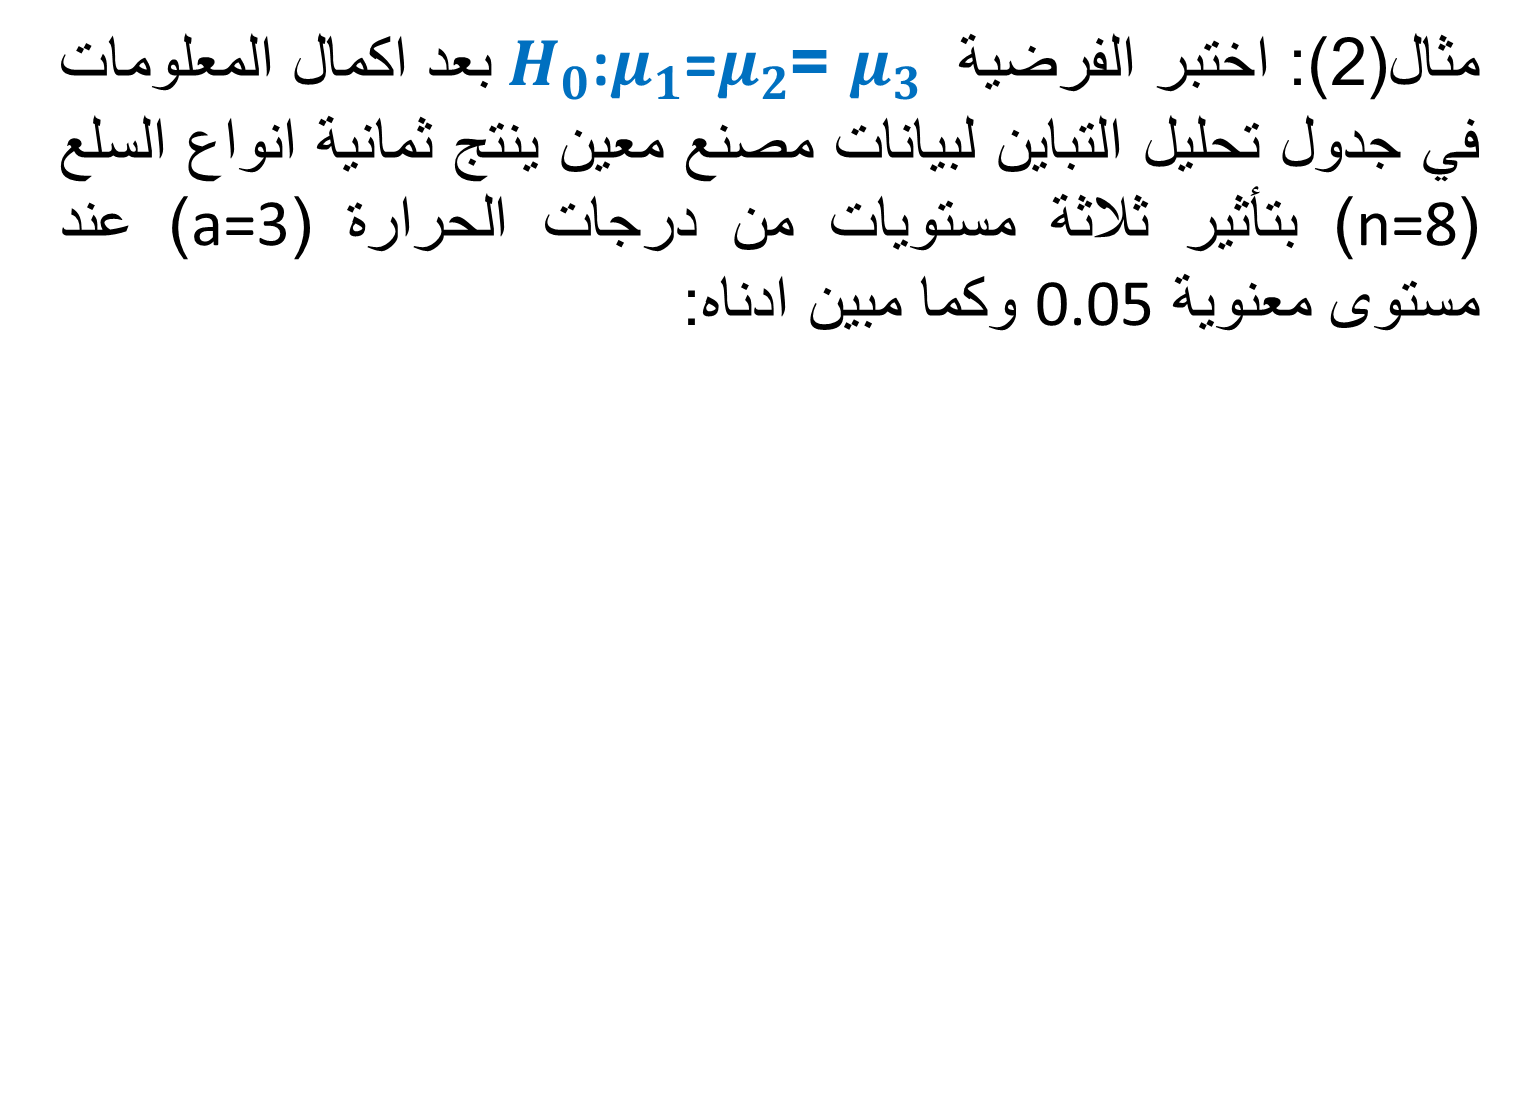 مثال(2): اختبر الفرضية H₀:μ₁=μ₂= μ₃ بعد اكمال المعلومات
في جدول تحليل التباين لبيانات مصنع معين ينتج ثمانية انواع السلع
(n=8) بتأثير ثلاثة مستويات من درجات الحرارة (a=3) عند
مستوى معنوية 0.05 وكما مبين ادناه: